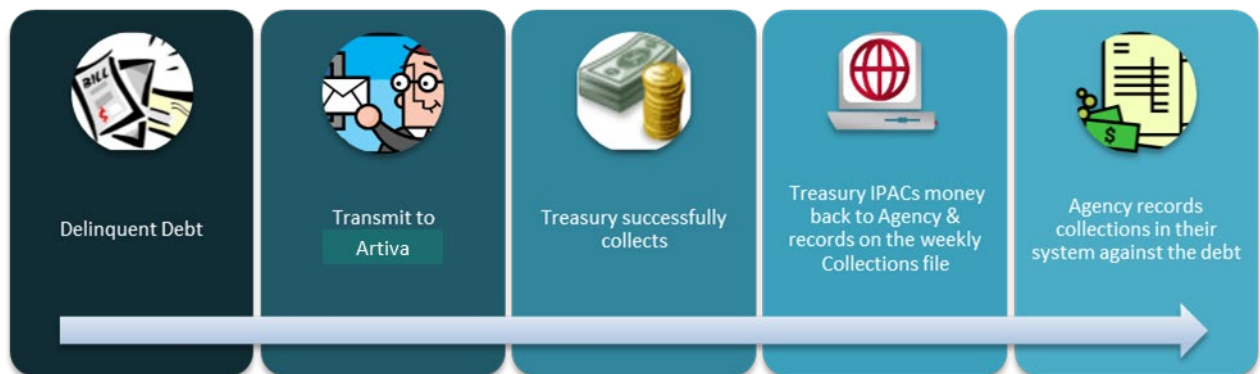 BILL
$
Delinquent Debt
Transmit to
Artiva
Treasury successfully
collects
Treasury IPACs money
back to Agency &
records on the weekly
Collections file
$
Agency records
collections in their
system against the debt